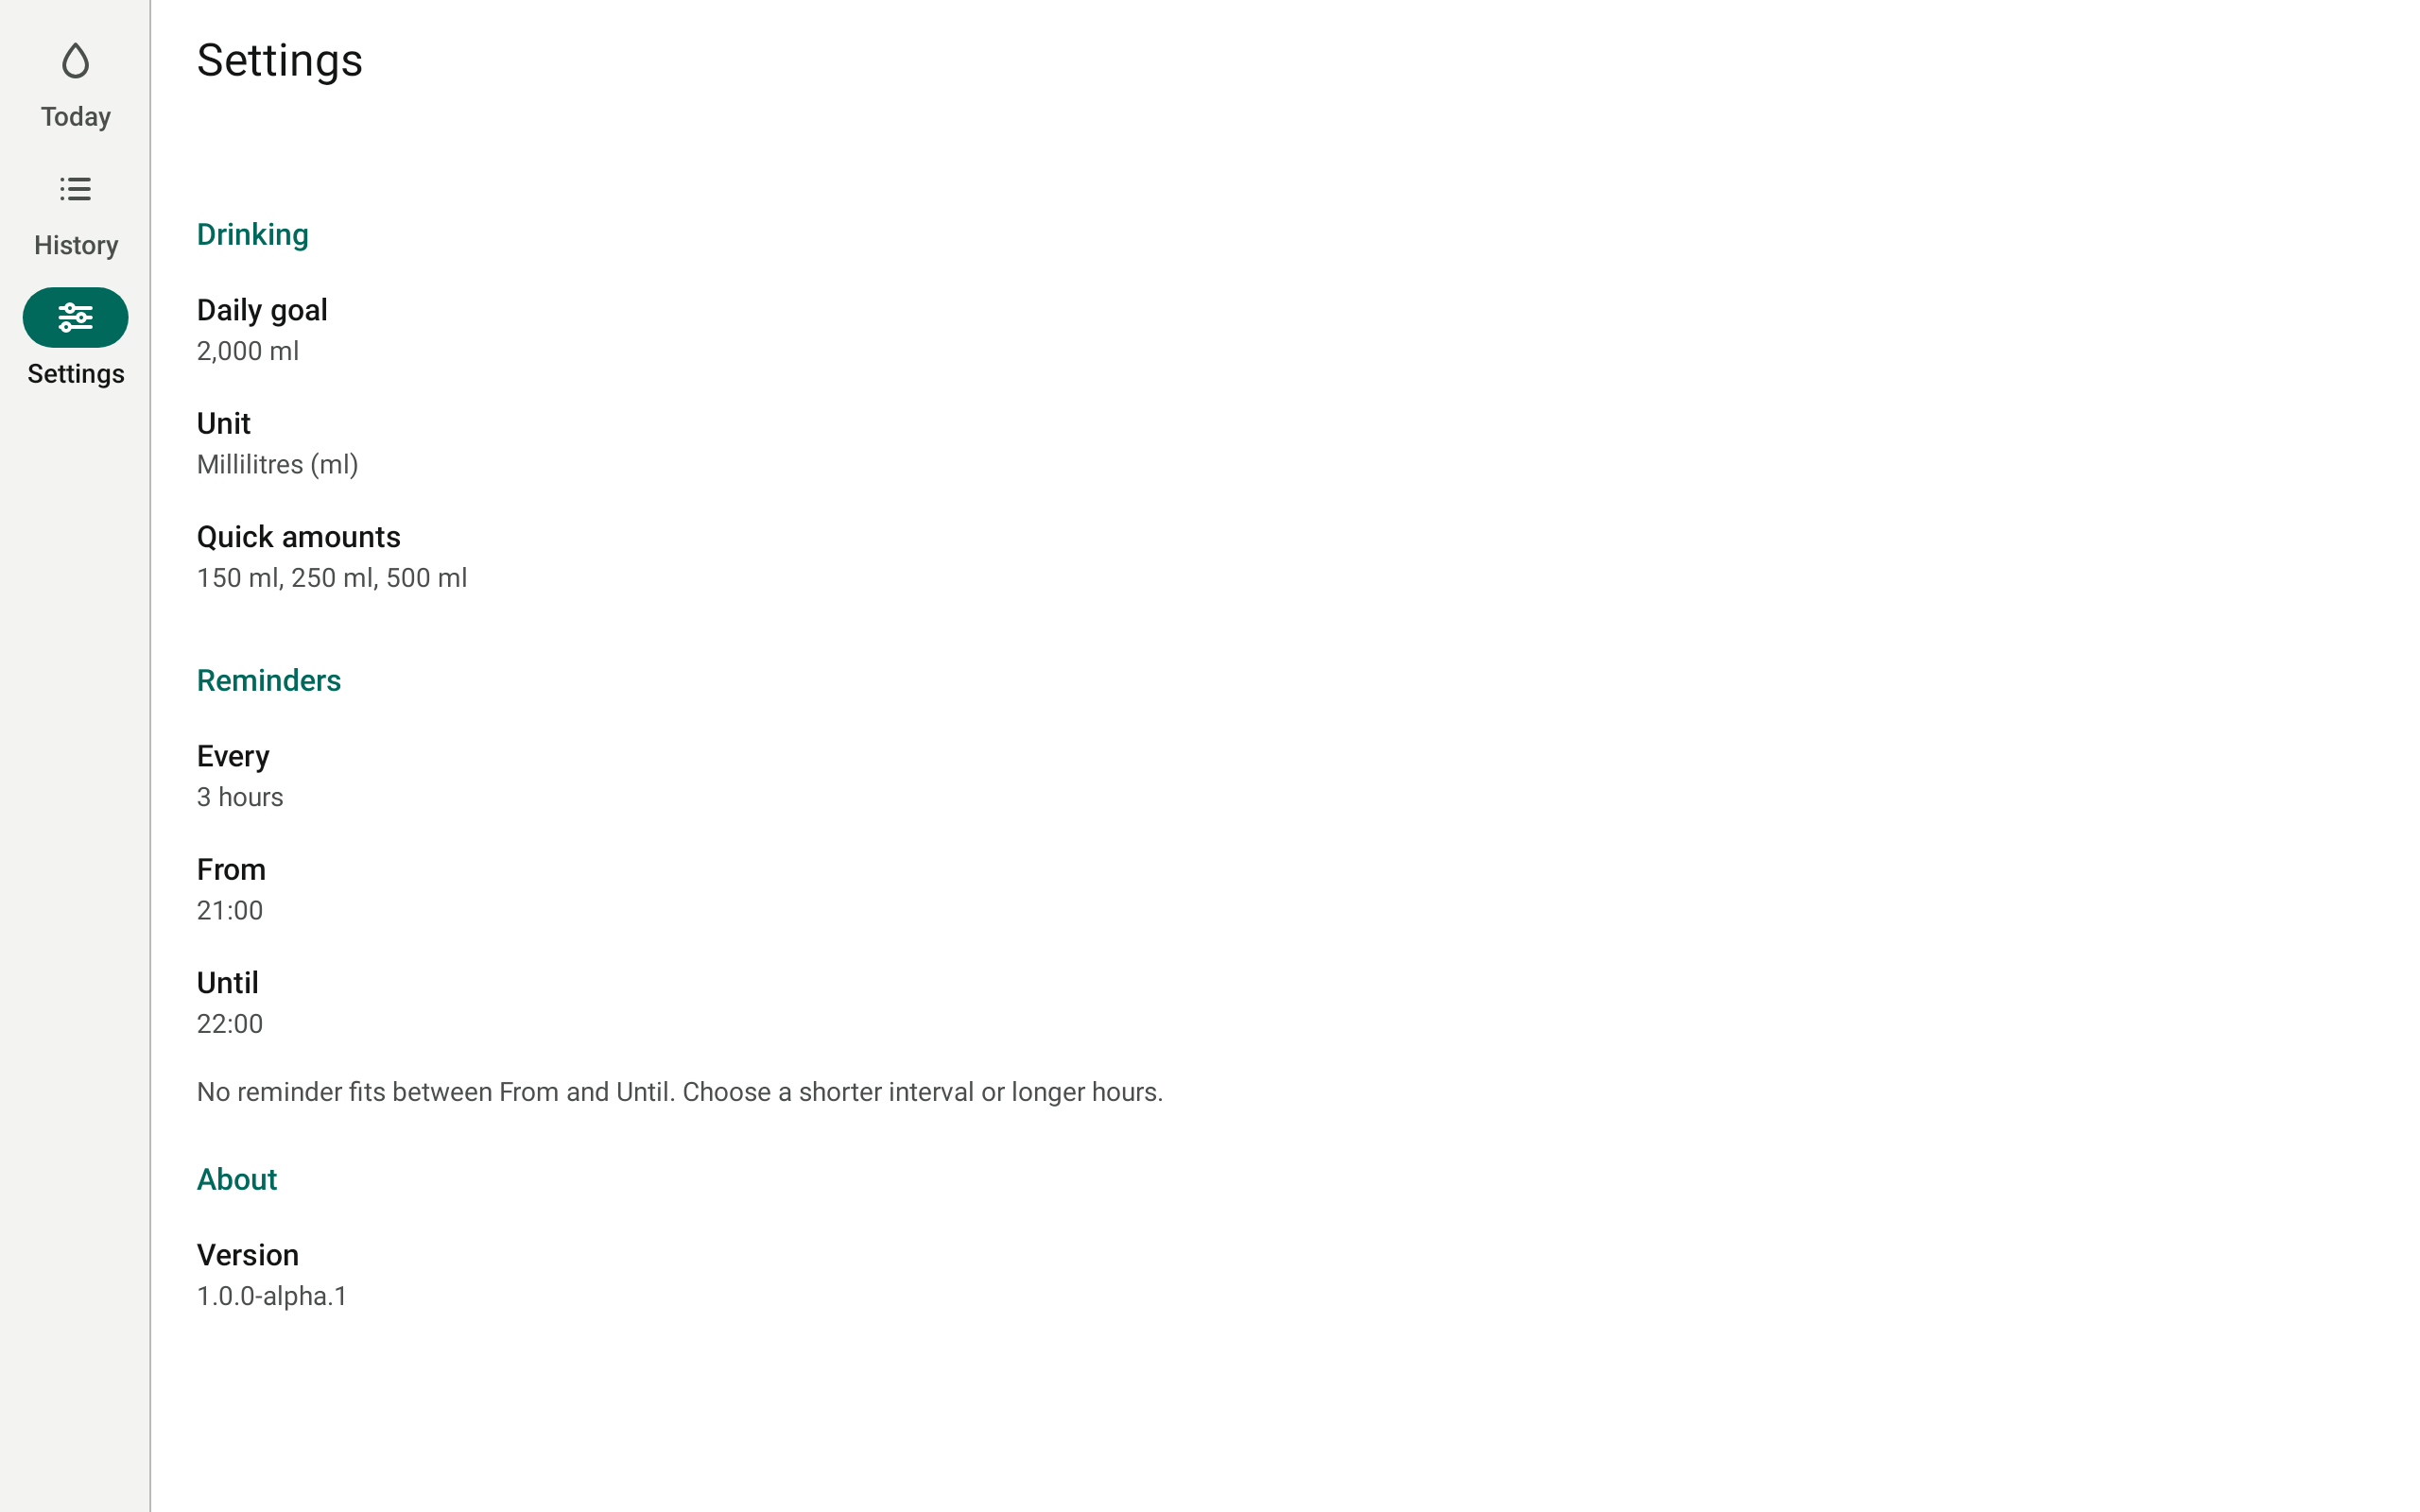 Today
History
Settings
Settings
Drinking
Daily goal
2,000 ml
Unit
Millilitres (ml)
Quick amounts
150 ml, 250 ml, 500 ml
Reminders
Every
3 hours
From
21:00
Until
22:00
No reminder fits between From and Until. Choose a shorter interval or longer hours.
About
Version
1.0.0-alpha.1